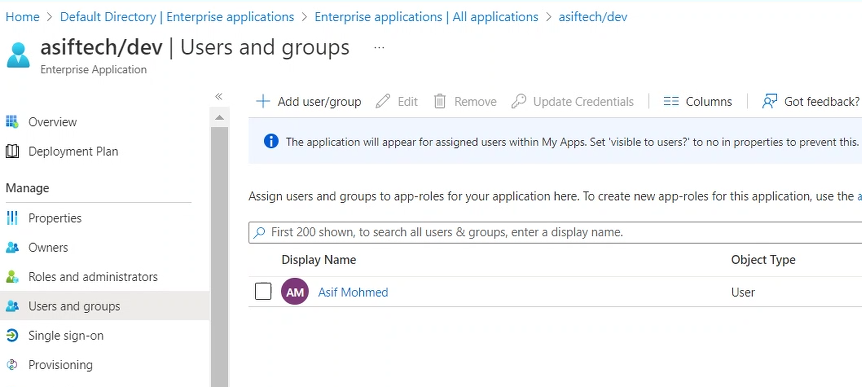 Home > Default Directory | Enterprise applications > Enterprise applications | All applications > asiftech/dev
asiftech/dev | Users and groups ...
Enterprise Application
«
Add user/group Edit Remove Update Credentials Columns Got feedback?
Overview
Deployment Plan
Manage
Properties
Owners
Roles and administrators
Users and groups
Single sign-on
Provisioning
The application will appear for assigned users within My Apps. Set 'visible to users?' to no in properties to prevent this.
Assign users and groups to app-roles for your application here. To create new app-roles for this application, use the a
First 200 shown, to search all users & groups, enter a display name.
Display Name Object Type
AM Asif Mohmed User